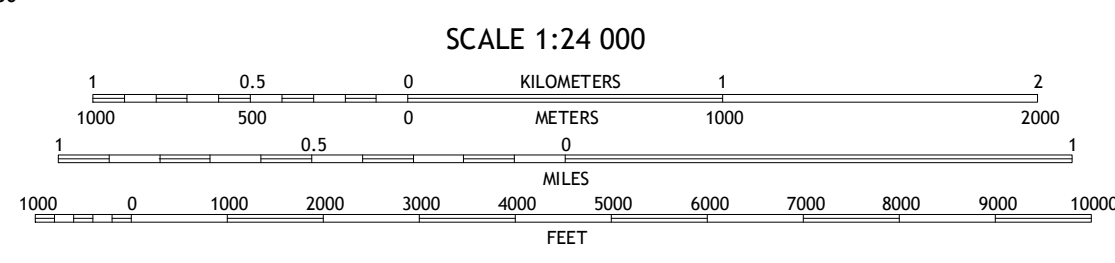 SCALE 1:24 000
1 0.5 0 KILOMETERS 1 2
1000 500 0 METERS 1000 2000
1 0.5 0 1
MILES
1000 0 1000 2000 3000 4000 5000 6000 7000 8000 9000 10000
FEET